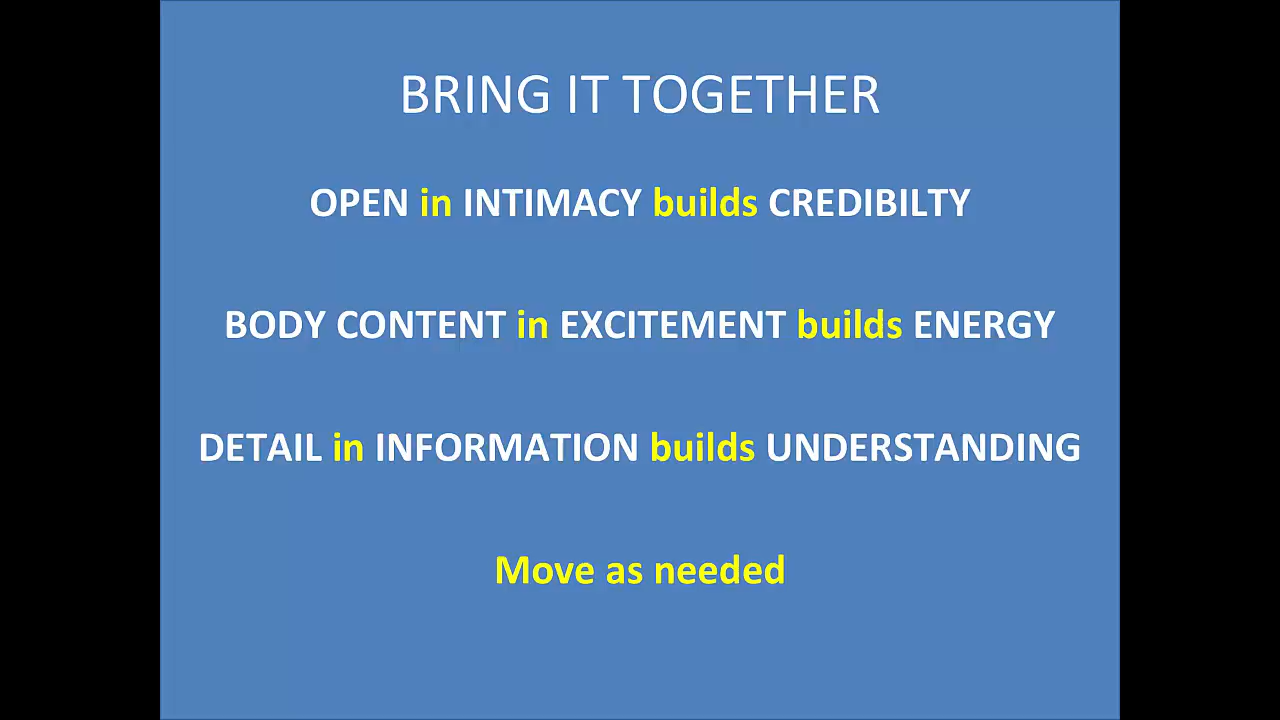 BRING IT TOGETHER
OPEN in INTIMACY builds CREDIBILTY
BODY CONTENT in EXCITEMENT builds ENERGY
DETAIL in INFORMATION builds UNDERSTANDING
Move as needed